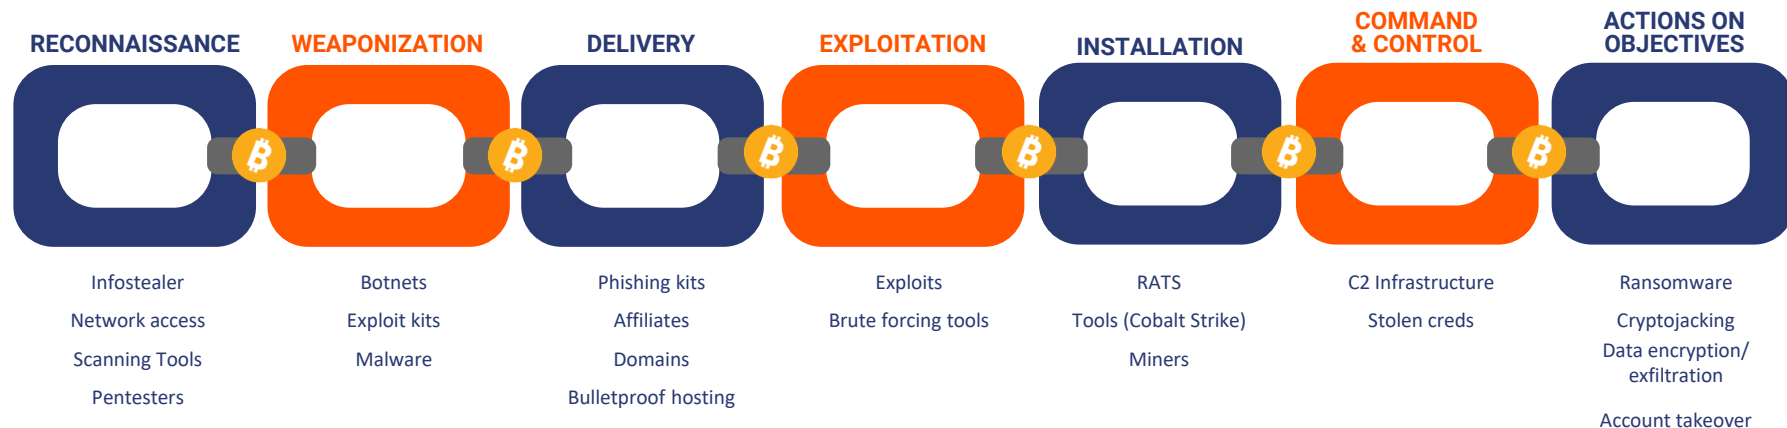 RECONNAISSANCE
WEAPONIZATION
DELIVERY
EXPLOITATION
INSTALLATION
COMMAND
& CONTROL
ACTIONS ON
OBJECTIVES
Infostealer
Network access
Scanning Tools
Pentesters
Botnets
Exploit kits
Malware
Phishing kits
Affiliates
Domains
Bulletproof hosting
Exploits
Brute forcing tools
RATS
Tools (Cobalt Strike)
Miners
C2 Infrastructure
Stolen creds
Ransomware
Cryptojacking
Data encryption/
exfiltration
Account takeover